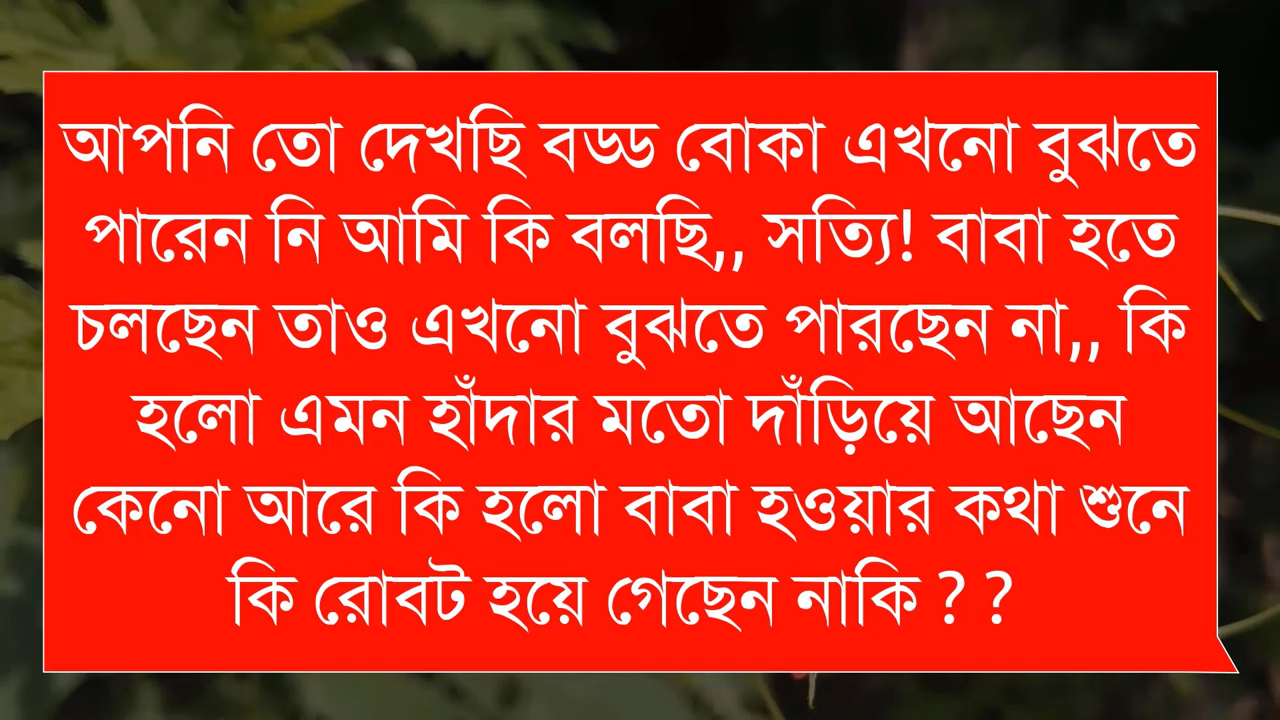 আপনি তো দেখছি বড্ড বোকা এখনো বুঝতে
পারেন নি আমি কি বলছি,, সত্যি! বাবা হতে
চলছেন তাও এখনো বুঝতে পারছেন না,, কি
হলো এমন হাঁদার মতো দাঁড়িয়ে আছেন
কেনো আরে কি হলো বাবা হওয়ার কথা শুনে
কি রোবট হয়ে গেছেন নাকি ? ?